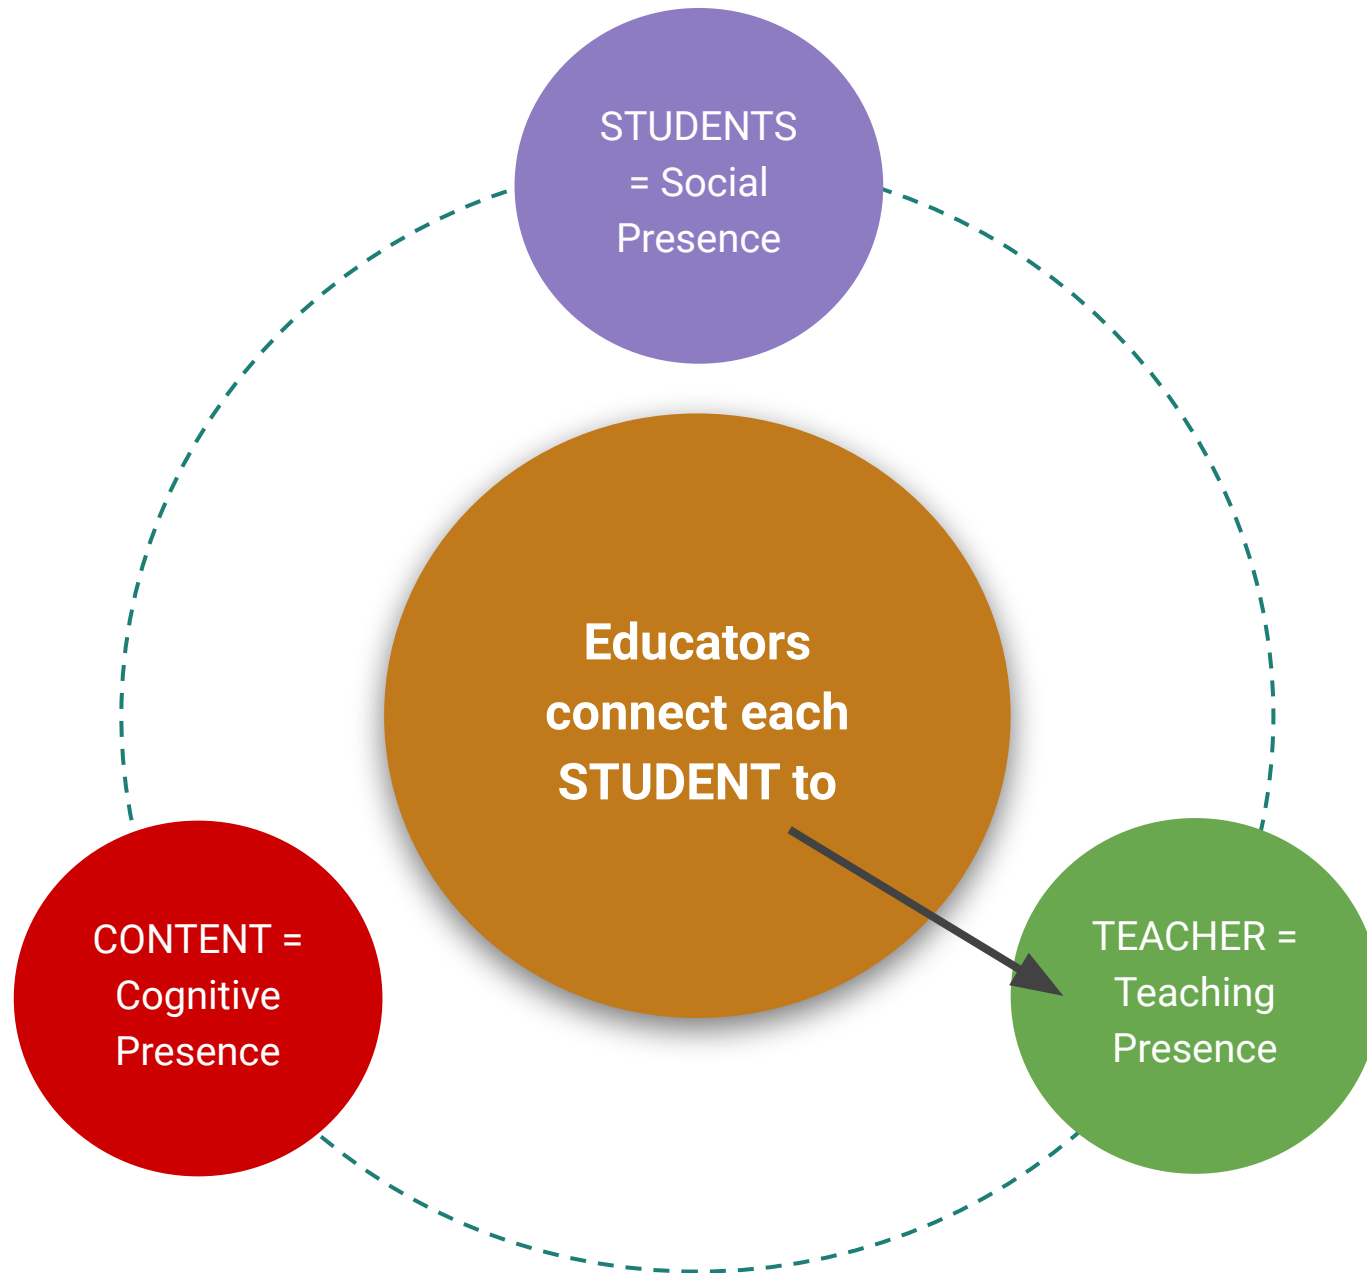 STUDENTS
= Social
Presence
Educators
connect each
STUDENT to
CONTENT =
Cognitive
Presence
TEACHER =
Teaching
Presence